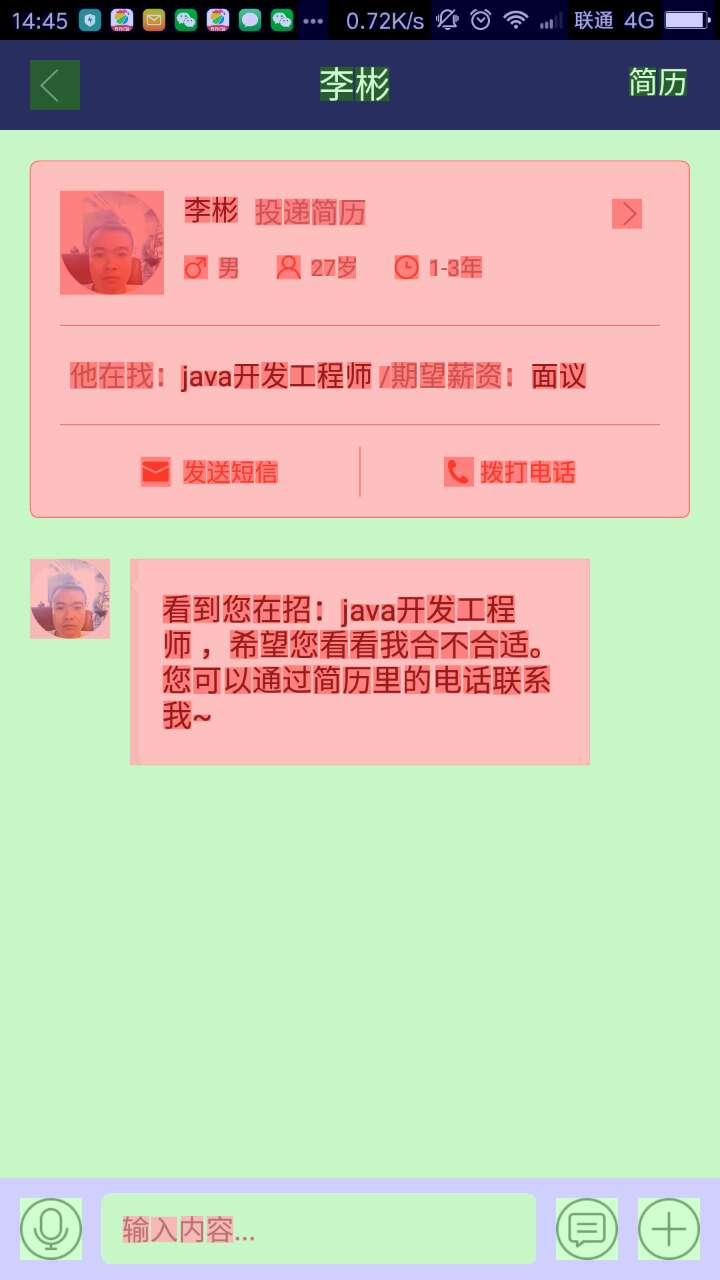 14:45 ... 0.72K/s 联通 4G
李彬 简历
李彬 投递简历
男 27岁 1-3年
他在找：java开发工程师 /期望薪资：面议
发送短信 拨打电话
看到您在招：java开发工程
师 ，希望您看看我合不合适。
您可以通过简历里的电话联系
我~
输入内容...